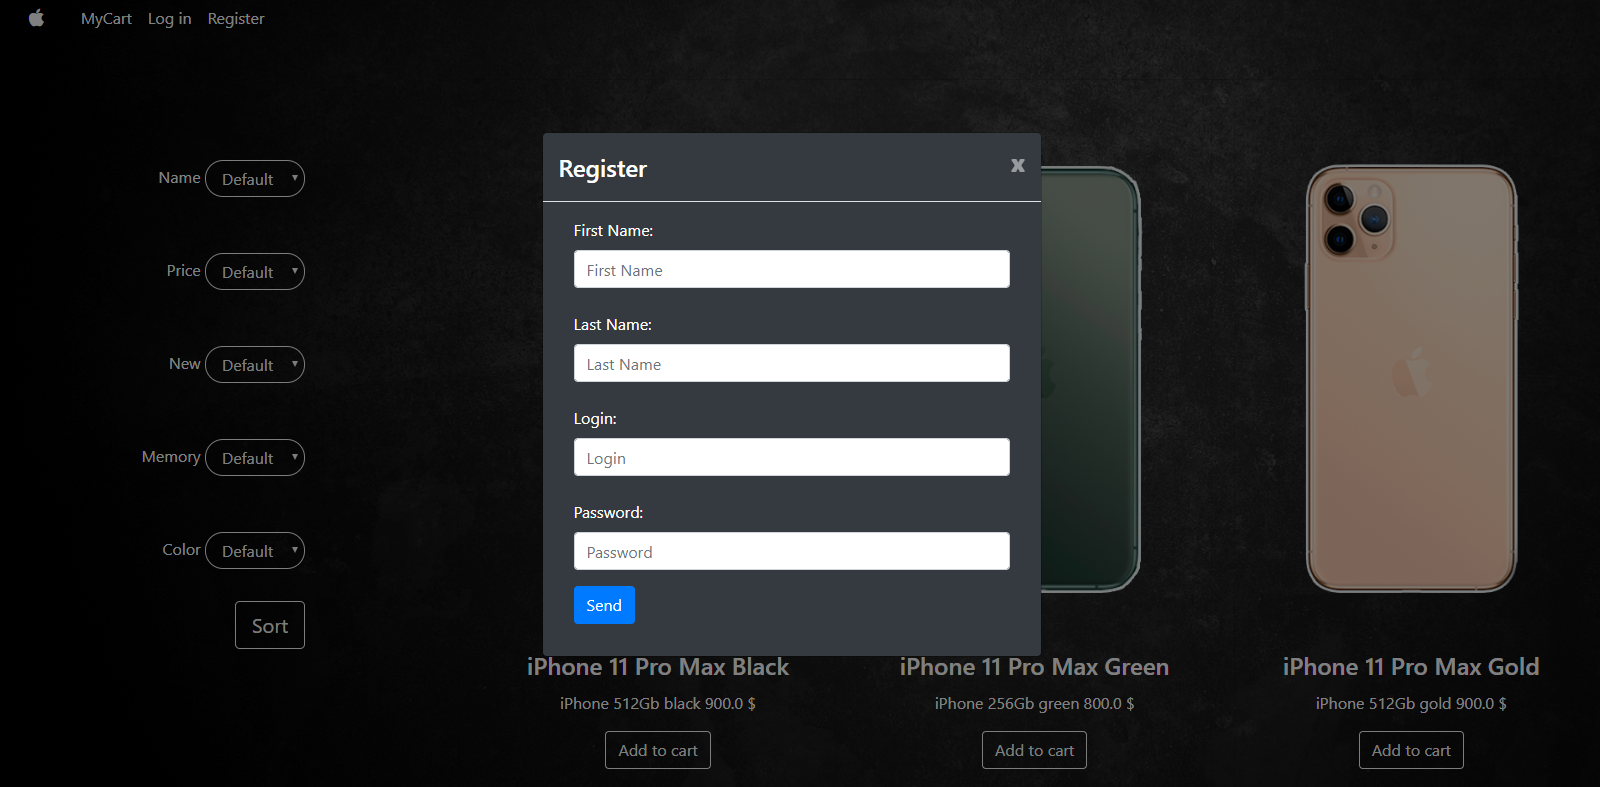 MyCart Log in Register
Name Default
Price Default
New Default
Memory Default
Color Default
Sort
Register x
First Name:
First Name
Last Name:
Last Name
Login:
Login
Password:
Password
Send
iPhone 11 Pro Max Black
iPhone 512Gb black 900.0 $
Add to cart
iPhone 11 Pro Max Green
iPhone 256Gb green 800.0 $
Add to cart
iPhone 11 Pro Max Gold
iPhone 512Gb gold 900.0 $
Add to cart